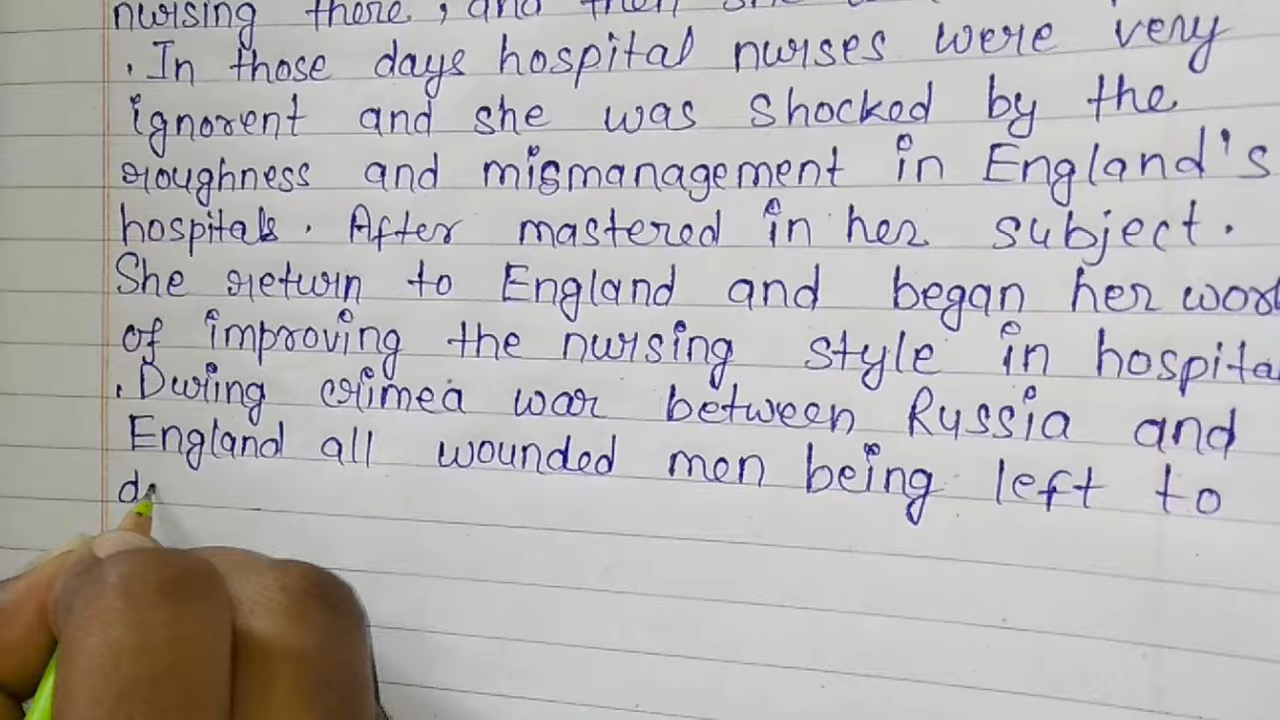 nursing there, and then she
. In those days hospital nurses were very
ignorent and she was shocked by the
roughness and mismanagement in England's
hospitals. After mastered in her subject.
She return to England and began her
of improving the nursing style in
. During crimea war between Russia and
England all wounded men being left to